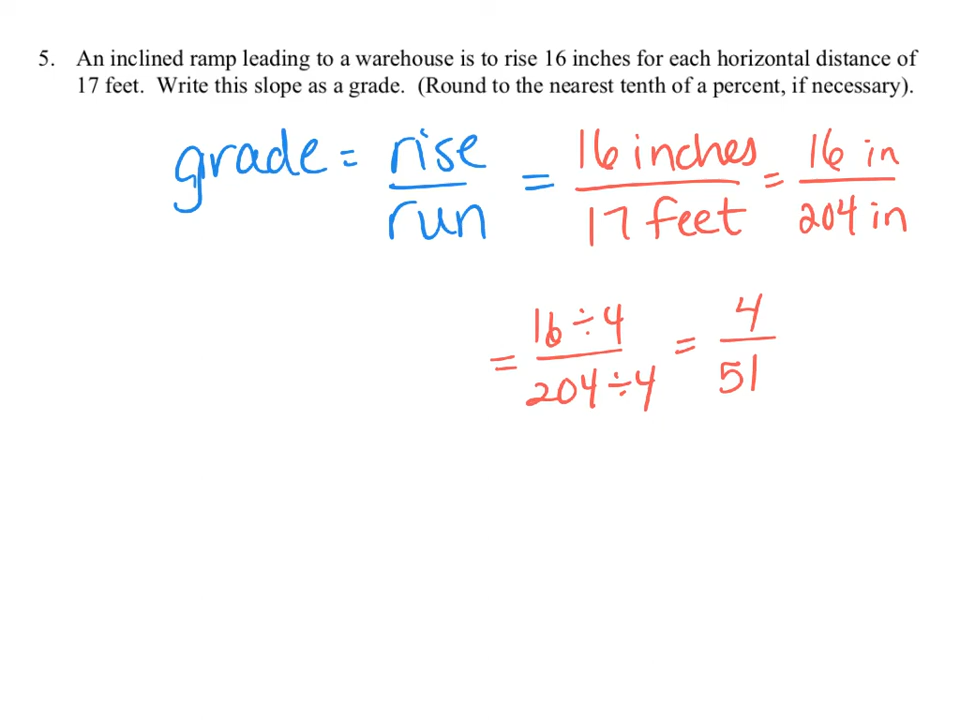 5. An inclined ramp leading to a warehouse is to rise 16 inches for each horizontal distance of
17 feet. Write this slope as a grade. (Round to the nearest tenth of a percent, if necessary).
grade = rise/run = 16 inches/17 feet = 16 in/204 in
= 16 ÷ 4/204 ÷ 4 = 4/51